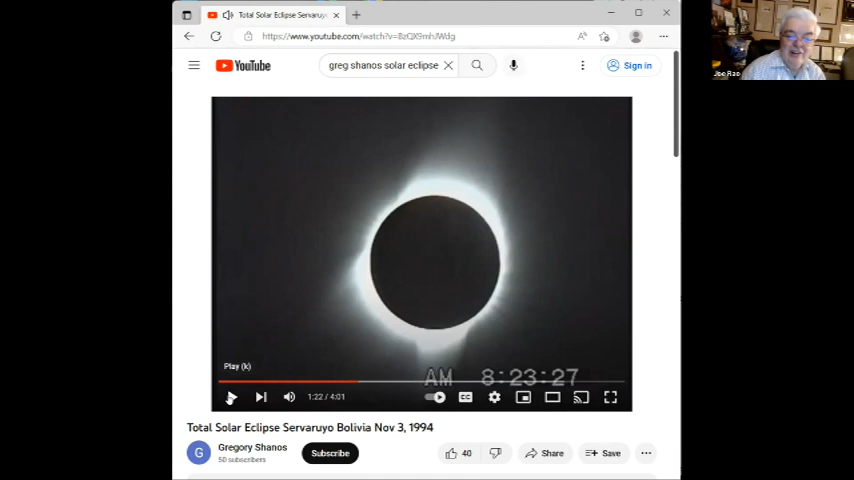 Total Solar Eclipse Servaruyo
https://www.youtube.com/watch?v=8zQX9mhJWdg
YouTube
greg shanos solar eclipse
Sign in
Joe Rao
Play (k)
AM 8:23:27
1:22 / 4:01
CC
Total Solar Eclipse Servaruyo Bolivia Nov 3, 1994
G
Gregory Shanos
50 subscribers
Subscribe
40
Share
Save